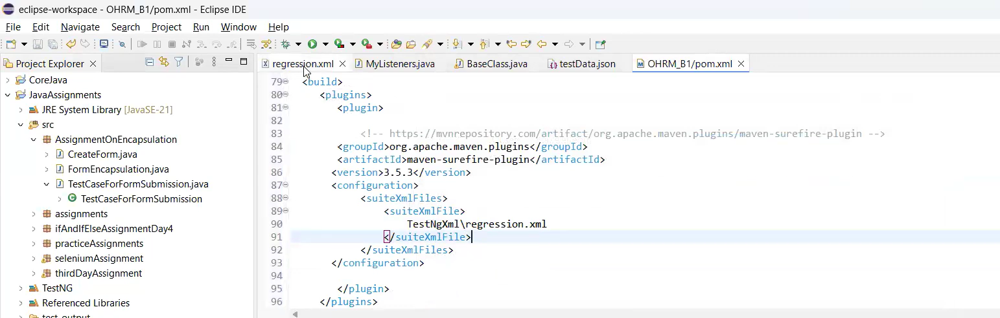 eclipse-workspace - OHRM_B1/pom.xml - Eclipse IDE
File Edit Navigate Search Project Run Window Help
Project Explorer
CoreJava
JavaAssignments
JRE System Library [JavaSE-21]
src
AssignmentOnEncapsulation
CreateForm.java
FormEncapsulation.java
TestCaseForFormSubmission.java
TestCaseForFormSubmission
assignments
ifAndIfElseAssignmentDay4
practiceAssignments
seleniumAssignment
thirdDayAssignment
TestNG
Referenced Libraries
regression.xml MyListeners.java BaseClass.java testData.json OHRM_B1/pom.xml
79 <build>
80 <plugins>
81 <plugin>
82
83 <!-- https://mvnrepository.com/artifact/org.apache.maven.plugins/maven-surefire-plugin -->
84 <groupId>org.apache.maven.plugins</groupId>
85 <artifactId>maven-surefire-plugin</artifactId>
86 <version>3.5.3</version>
87 <configuration>
88 <suiteXmlFiles>
89 <suiteXmlFile>
90 TestNgXml\regression.xml
91 </suiteXmlFile>
92 </suiteXmlFiles>
93 </configuration>
94
95 </plugin>
96 </plugins>